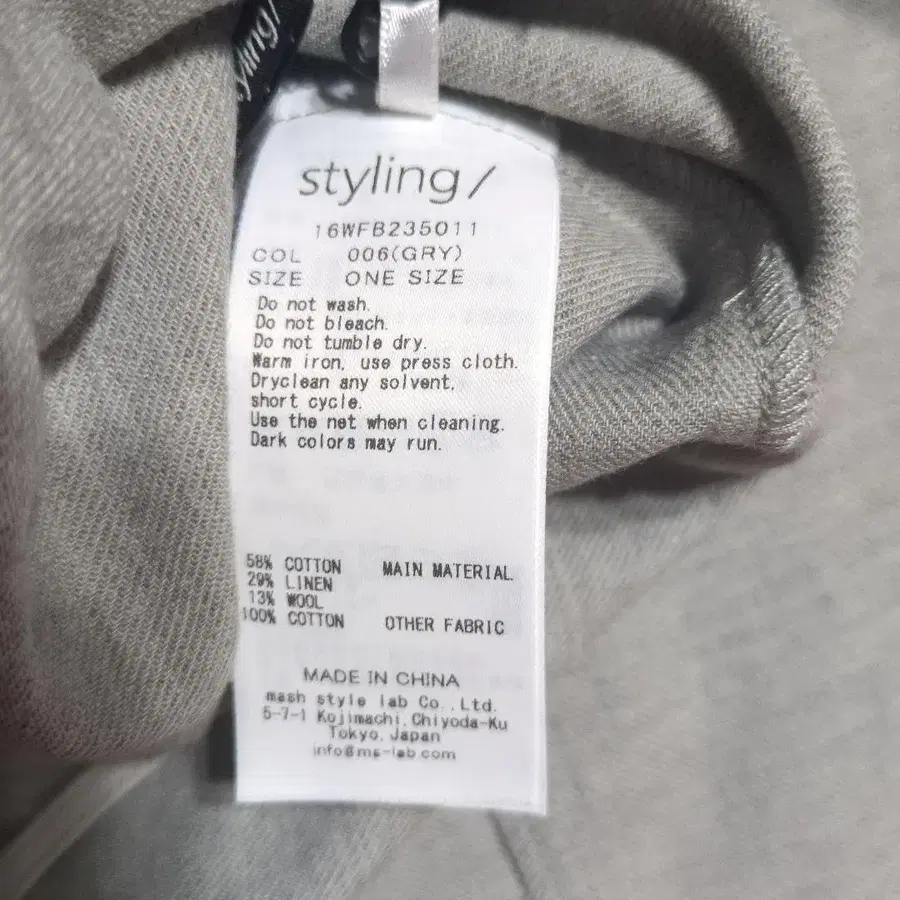 styling/
styling/
16WFB235011
COL 006(GRY)
SIZE ONE SIZE
Do not wash.
Do not bleach.
Do not tumble dry.
Warm iron, use press cloth.
Dryclean any solvent,
short cycle.
Use the net when cleaning.
Dark colors may run.
58% COTTON MAIN MATERIAL
29% LINEN
13% WOOL
100% COTTON OTHER FABRIC
MADE IN CHINA
mash style lab Co.,Ltd.
5-7-1 Kojimachi,Chiyoda-Ku
Tokyo,Japan
info@ms-lab.com